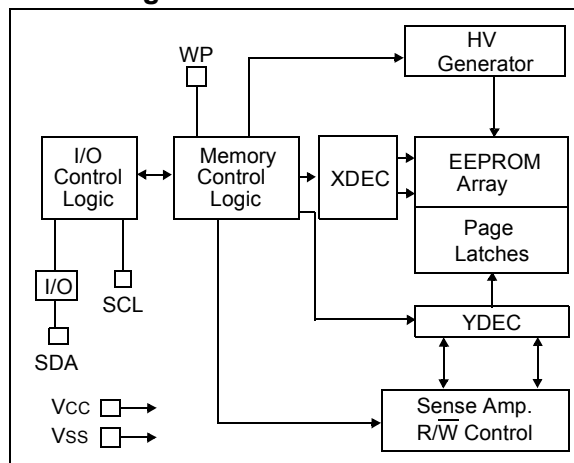 WP
HV
Generator
I/O
Control
Logic
Memory
Control
Logic
XDEC
EEPROM
Array
Page
Latches
I/O
SCL
SDA
YDEC
VCC
VSS
Sense Amp.
R/W̅ Control